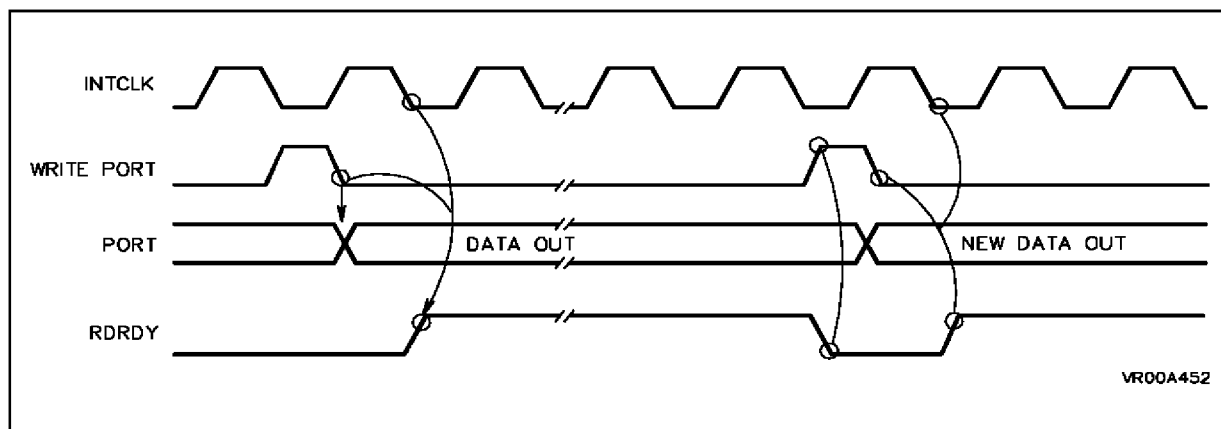 INTCLK
WRITE PORT
PORT DATA OUT NEW DATA OUT
RDRDY
VR00A452